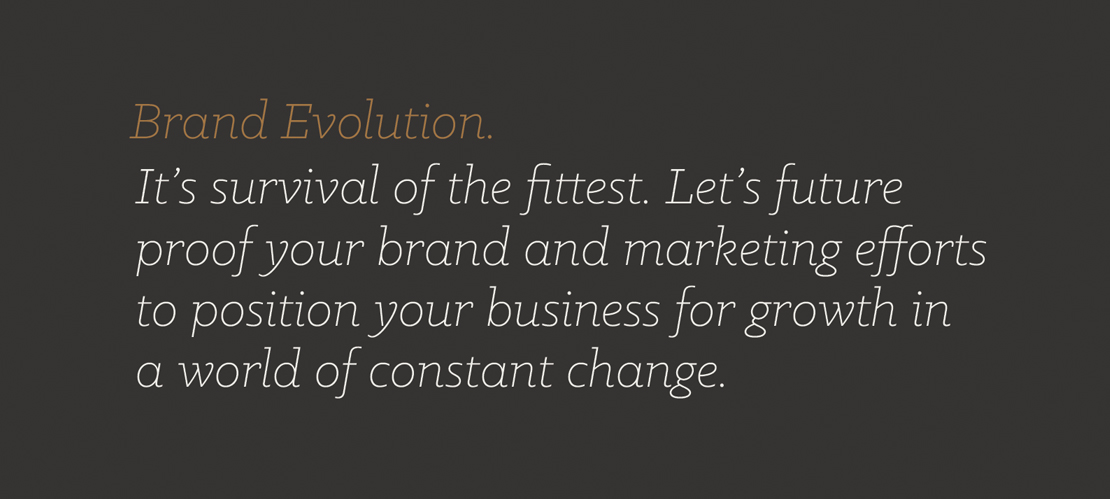 Brand Evolution.
It’s survival of the fittest. Let’s future
proof your brand and marketing efforts
to position your business for growth in
a world of constant change.